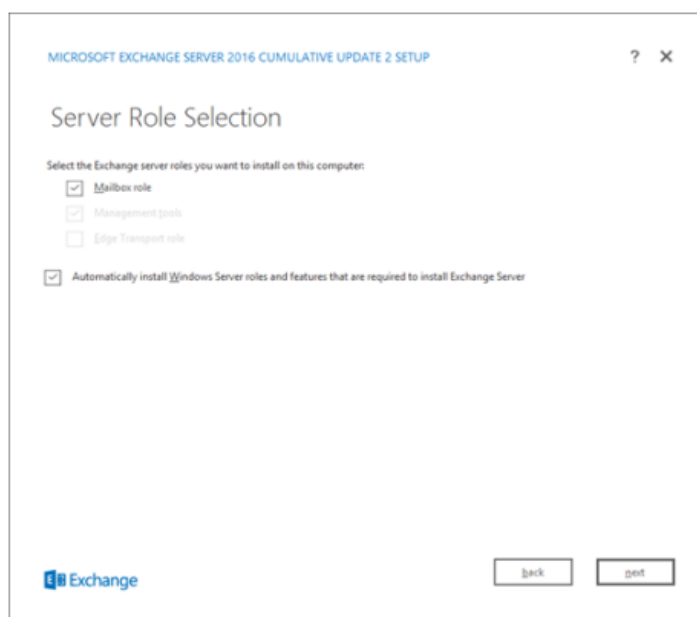 MICROSOFT EXCHANGE SERVER 2016 CUMULATIVE UPDATE 2 SETUP
? ✕
Server Role Selection
Select the Exchange server roles you want to install on this computer:
Mailbox role
Management tools
Edge Transport role
Automatically install Windows Server roles and features that are required to install Exchange Server
Exchange
back
next